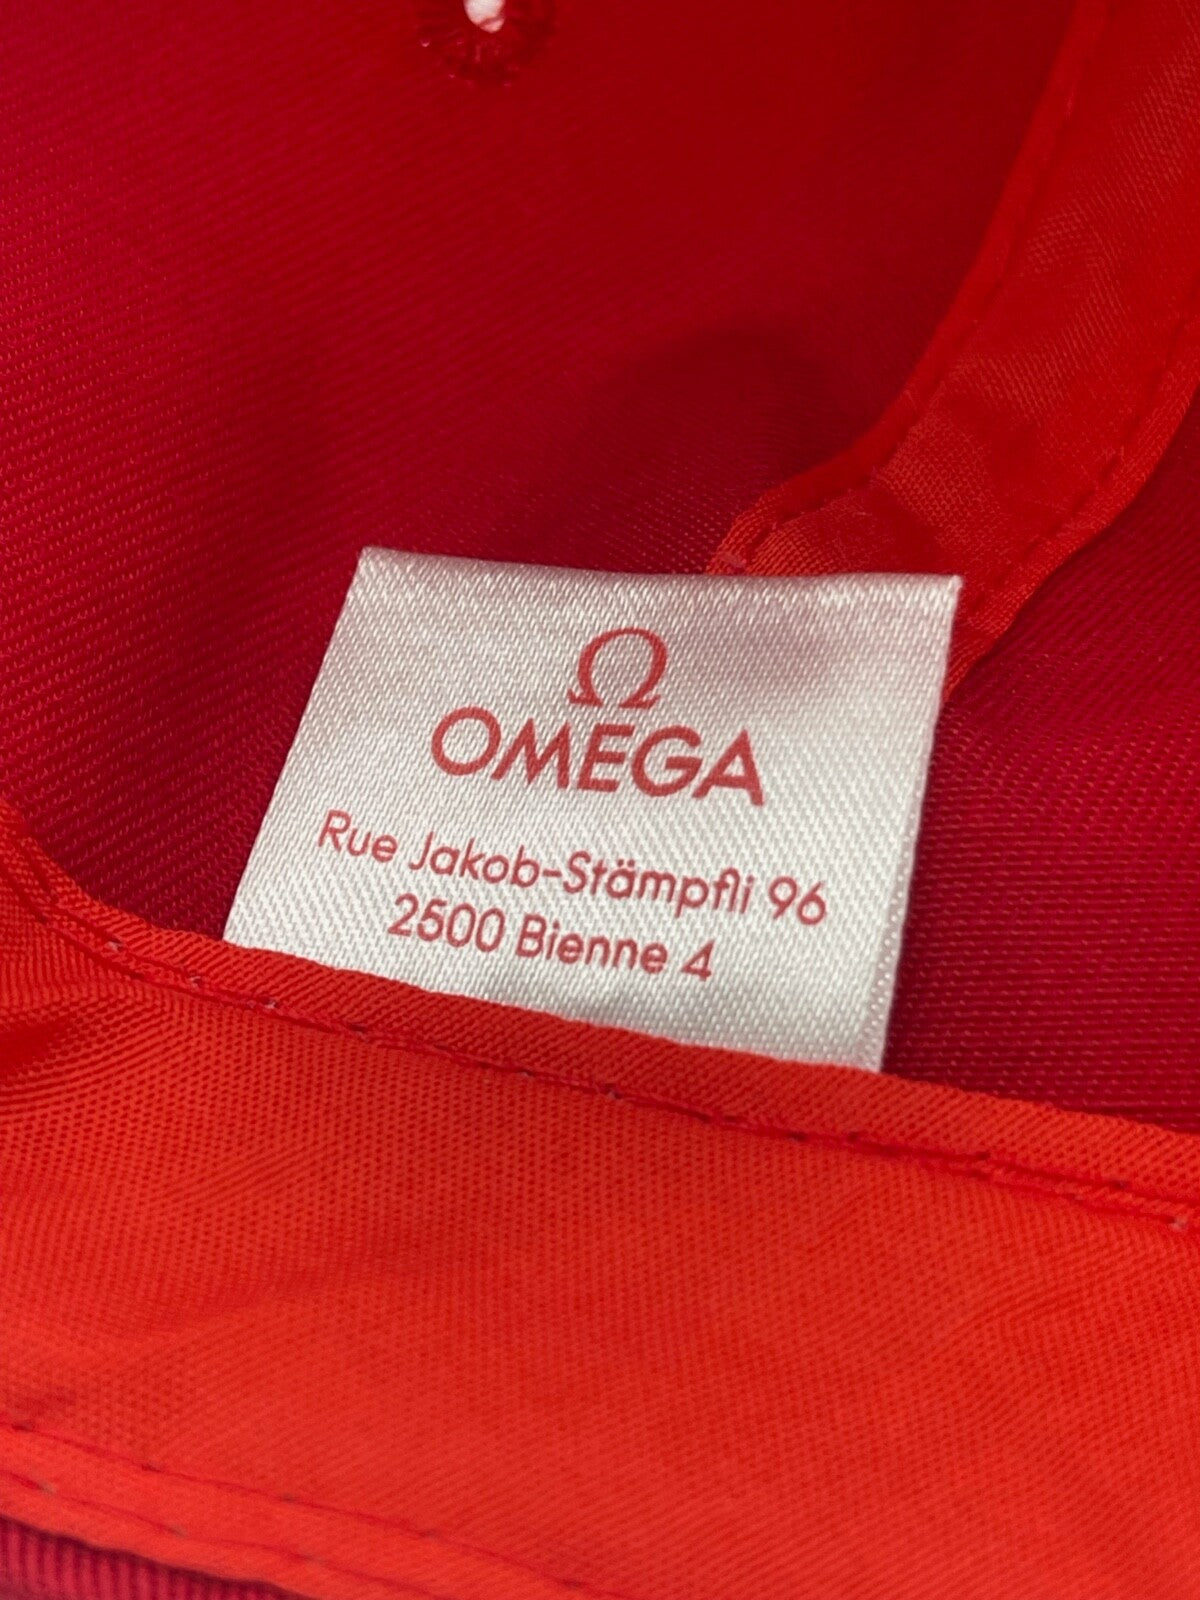 Ω
OMEGA
Rue Jakob-Stämpfli 96
2500 Bienne 4